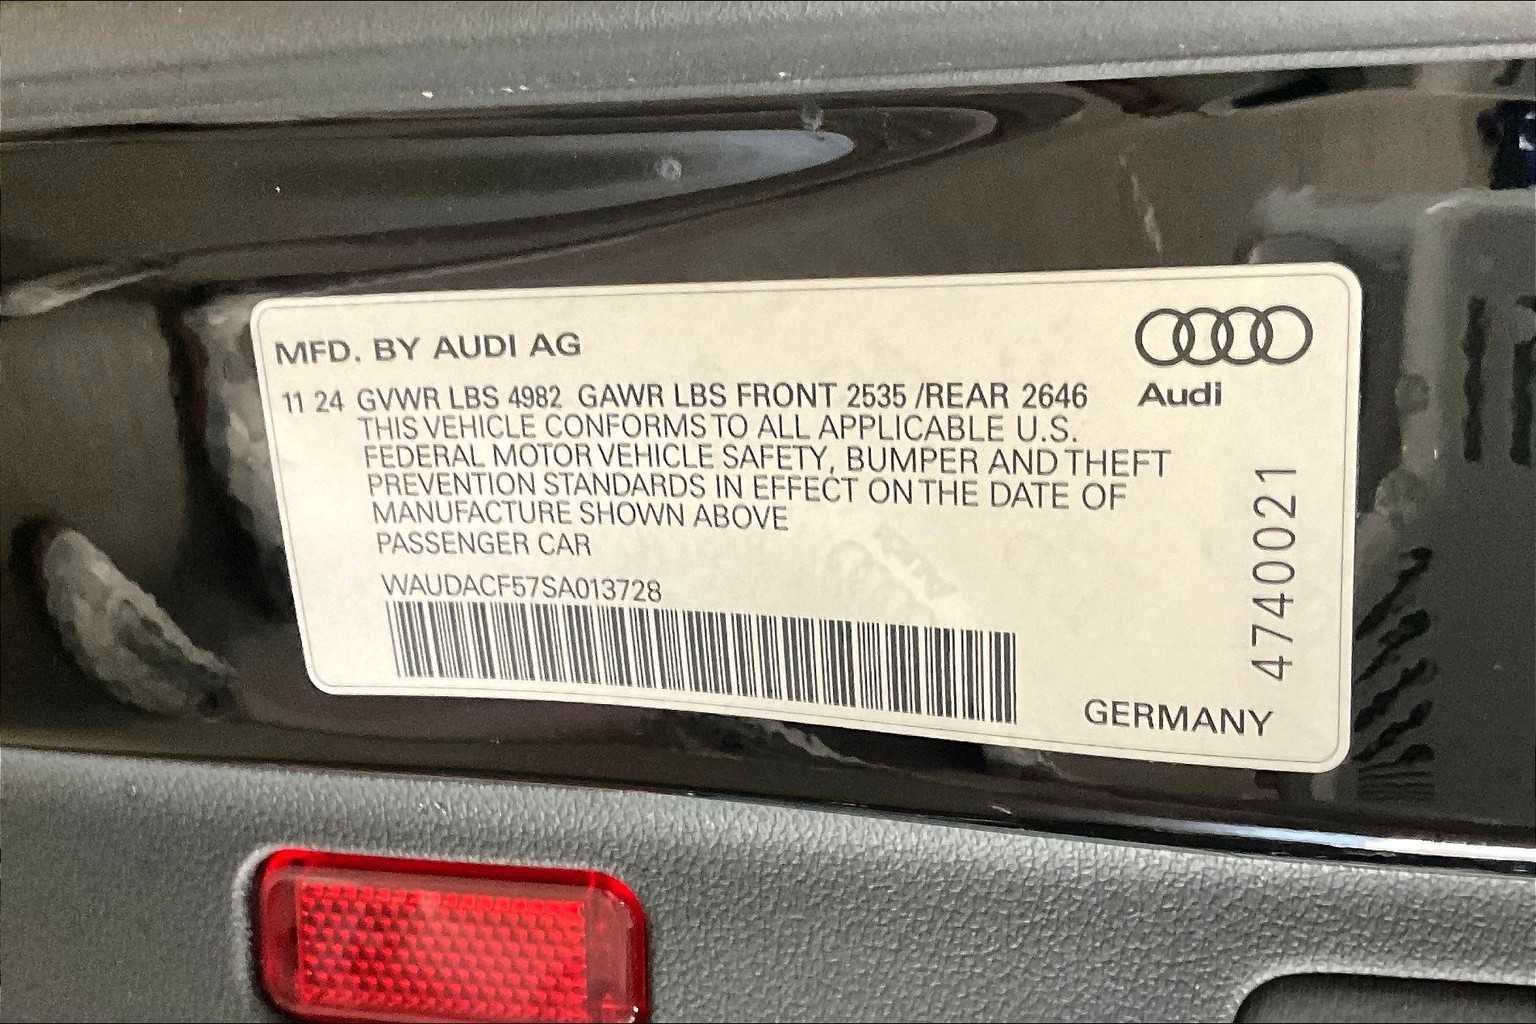 MFD. BY AUDI AG
Audi
11 24 GVWR LBS 4982 GAWR LBS FRONT 2535 /REAR 2646
THIS VEHICLE CONFORMS TO ALL APPLICABLE U.S.
FEDERAL MOTOR VEHICLE SAFETY, BUMPER AND THEFT
PREVENTION STANDARDS IN EFFECT ON THE DATE OF
MANUFACTURE SHOWN ABOVE
PASSENGER CAR
WAUDACF57SA013728
4740021
GERMANY